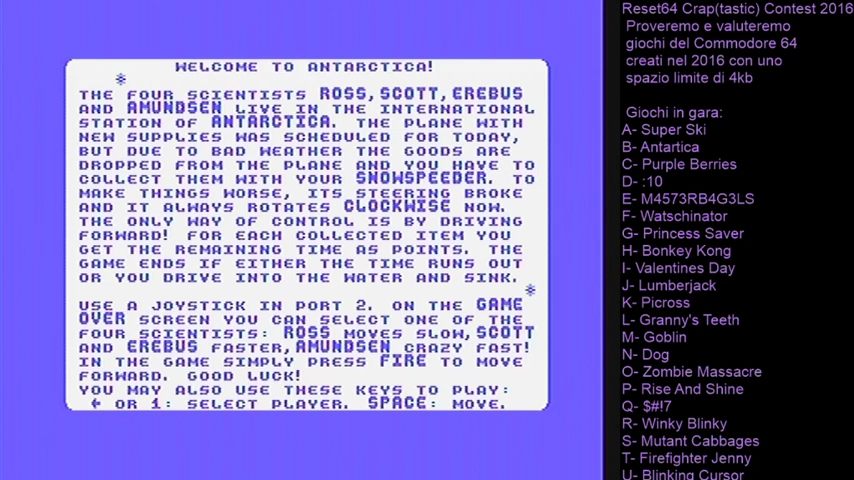 WELCOME TO ANTARCTICA!
THE FOUR SCIENTISTS ROSS, SCOTT, EREBUS
AND AMUNDSEN LIVE IN THE INTERNATIONAL
STATION OF ANTARCTICA. THE PLANE WITH
NEW SUPPLIES WAS SCHEDULED FOR TODAY,
BUT DUE TO BAD WEATHER THE GOODS ARE
DROPPED FROM THE PLANE AND YOU HAVE TO
COLLECT THEM WITH YOUR SNOWSPEEDER. TO
MAKE THINGS WORSE, ITS STEERING BROKE
AND IT ALWAYS ROTATES CLOCKWISE NOW.
THE ONLY WAY OF CONTROL IS BY DRIVING
FORWARD! FOR EACH COLLECTED ITEM YOU
GET THE REMAINING TIME AS POINTS. THE
GAME ENDS IF EITHER THE TIME RUNS OUT
OR YOU DRIVE INTO THE WATER AND SINK.
USE A JOYSTICK IN PORT 2. ON THE GAME
OVER SCREEN YOU CAN SELECT ONE OF THE
FOUR SCIENTISTS: ROSS MOVES SLOW, SCOTT
AND EREBUS FASTER, AMUNDSEN CRAZY FAST!
IN THE GAME SIMPLY PRESS FIRE TO MOVE
FORWARD. GOOD LUCK!
YOU MAY ALSO USE THESE KEYS TO PLAY:
← OR 1: SELECT PLAYER. SPACE: MOVE.
Reset64 Crap(tastic) Contest 2016
Proveremo e valuteremo
giochi del Commodore 64
creati nel 2016 con uno
spazio limite di 4kb
Giochi in gara:
A- Super Ski
B- Antartica
C- Purple Berries
D- :10
E- M4573RB4G3LS
F- Watschinator
G- Princess Saver
H- Bonkey Kong
I- Valentines Day
J- Lumberjack
K- Picross
L- Granny's Teeth
M- Goblin
N- Dog
O- Zombie Massacre
P- Rise And Shine
Q- $#!7
R- Winky Blinky
S- Mutant Cabbages
T- Firefighter Jenny
U- Blinking Cursor